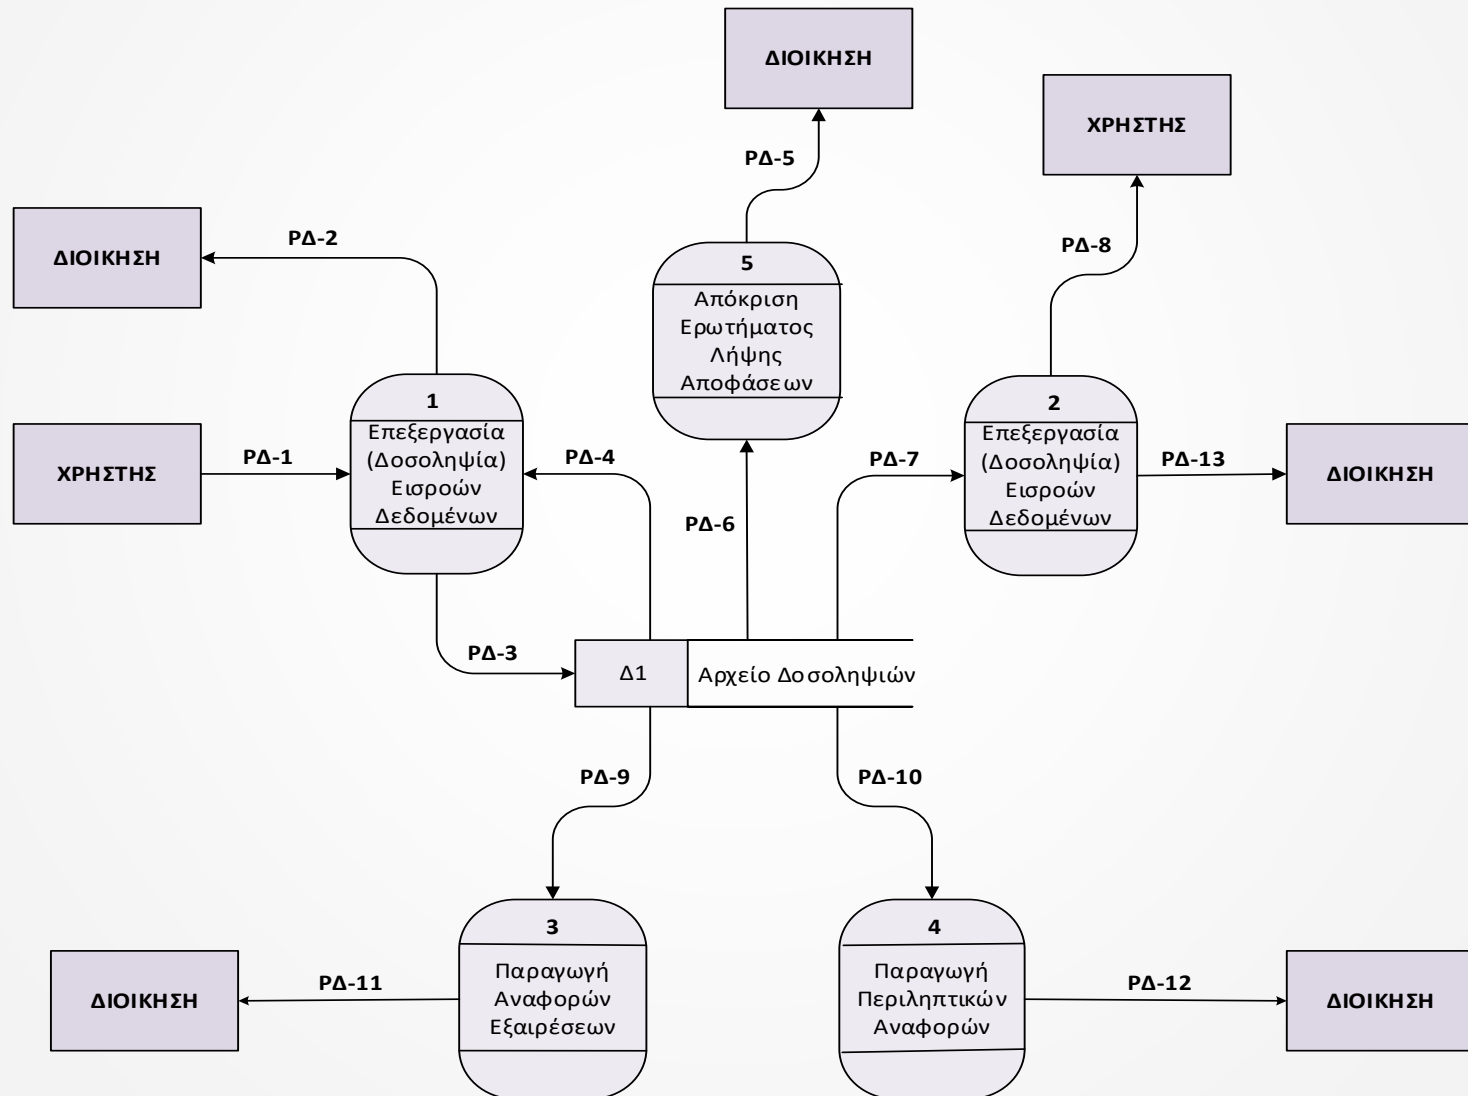 ΔΙΟΙΚΗΣΗ
ΧΡΗΣΤΗΣ
ΡΔ-5
ΡΔ-2
ΡΔ-8
ΔΙΟΙΚΗΣΗ
5
Απόκριση
Ερωτήματος
Λήψης
Αποφάσεων
1
Επεξεργασία
(Δοσοληψία)
Εισροών
Δεδομένων
2
Επεξεργασία
(Δοσοληψία)
Εισροών
Δεδομένων
ΧΡΗΣΤΗΣ
ΡΔ-1
ΡΔ-4
ΡΔ-7
ΡΔ-13
ΔΙΟΙΚΗΣΗ
ΡΔ-6
ΡΔ-3
Δ1
Αρχείο Δοσοληψιών
ΡΔ-9
ΡΔ-10
3
Παραγωγή
Αναφορών
Εξαιρέσεων
4
Παραγωγή
Περιληπτικών
Αναφορών
ΔΙΟΙΚΗΣΗ
ΡΔ-11
ΡΔ-12
ΔΙΟΙΚΗΣΗ